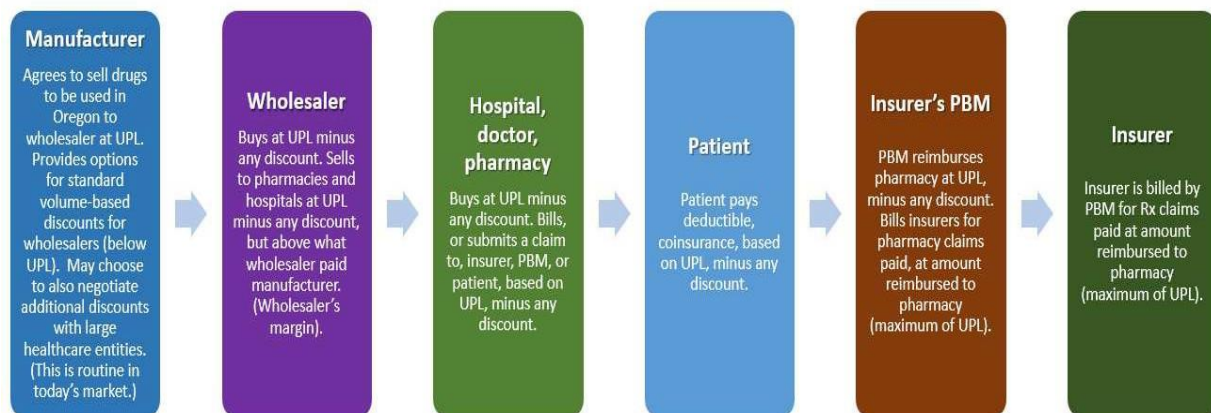 Manufacturer
Agrees to sell drugs
to be used in
Oregon to
wholesaler at UPL.
Provides options
for standard
volume-based
discounts for
wholesalers (below
UPL).  May choose
to also negotiate
additional discounts
with large
healthcare entities.
(This is routine in
today's market.)
Wholesaler
Buys at UPL minus
any discount. Sells
to pharmacies and
hospitals at UPL
minus any discount,
but above what
wholesaler paid
manufacturer.
(Wholesaler's
margin).
Hospital,
doctor,
pharmacy
Buys at UPL minus
any discount. Bills,
or submits a claim
to, insurer, PBM, or
patient, based on
UPL, minus any
discount.
Patient
Patient pays
deductible,
coinsurance, based
on UPL, minus any
discount.
Insurer's PBM
PBM reimburses
pharmacy at UPL,
minus any discount.
Bills insurers for
pharmacy claims
paid, at amount
reimbursed to
pharmacy
(maximum of UPL).
Insurer
Insurer is billed by
PBM for Rx claims
paid at amount
reimbursed to
pharmacy
(maximum of UPL).